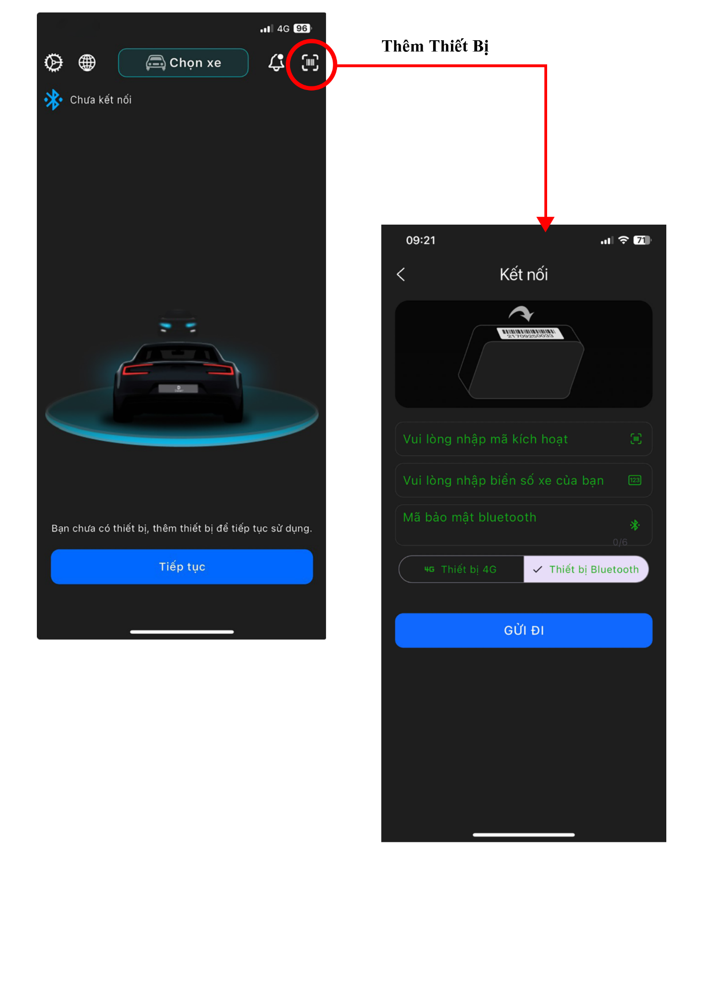 4G 96
Chọn xe
Chưa kết nối
Bạn chưa có thiết bị, thêm thiết bị để tiếp tục sử dụng.
Tiếp tục
Thêm Thiết Bị
09:21
71
Kết nối
21709250033
Vui lòng nhập mã kích hoạt
Vui lòng nhập biển số xe của bạn
123
Mã bảo mật bluetooth
0/6
4G Thiết bị 4G
Thiết bị Bluetooth
GỬI ĐI